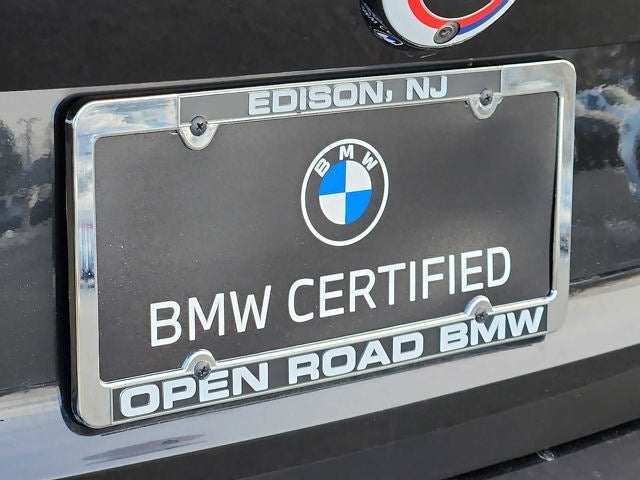 EDISON, NJ
BMW
BMW CERTIFIED
OPEN ROAD BMW